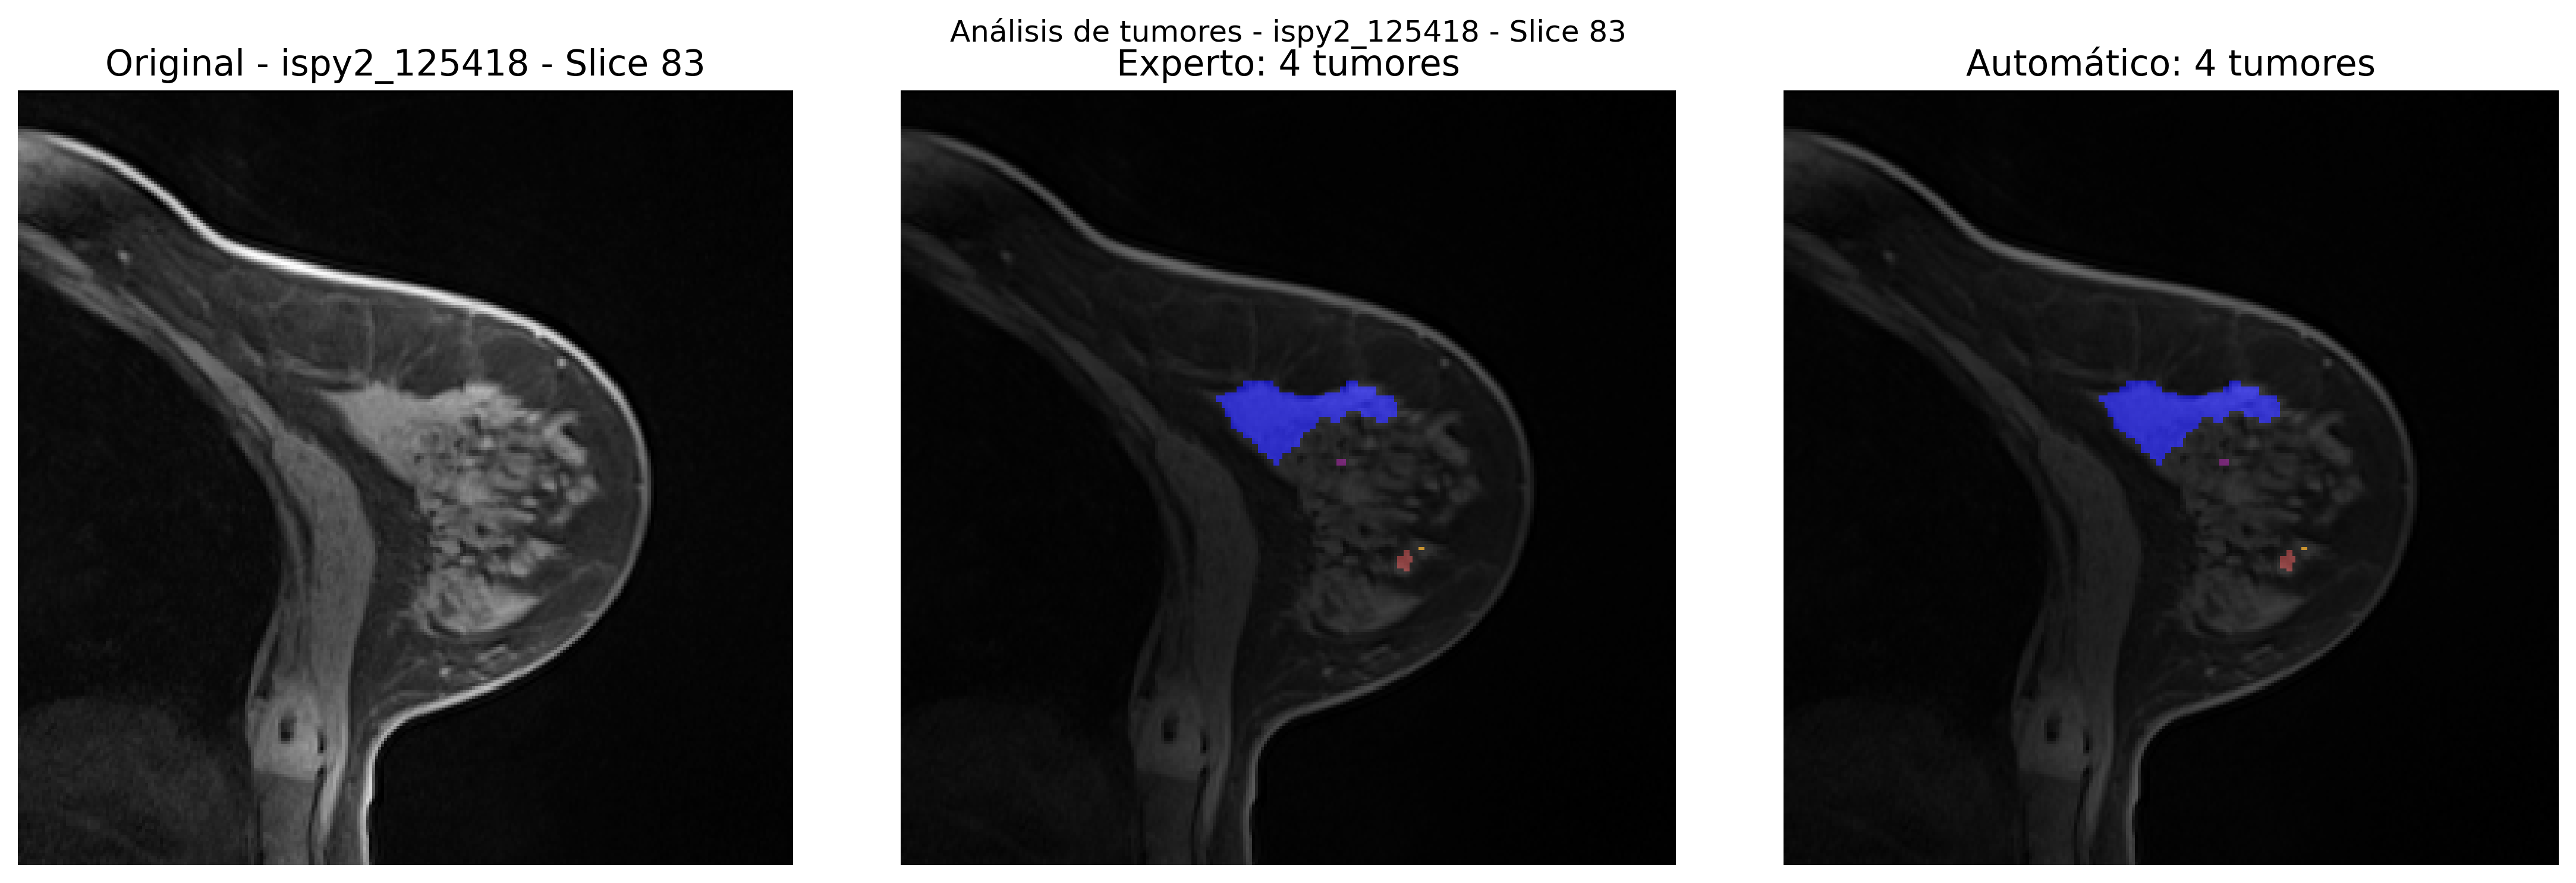 Análisis de tumores - ispy2_125418 - Slice 83
Original - ispy2_125418 - Slice 83
Experto: 4 tumores
Automático: 4 tumores